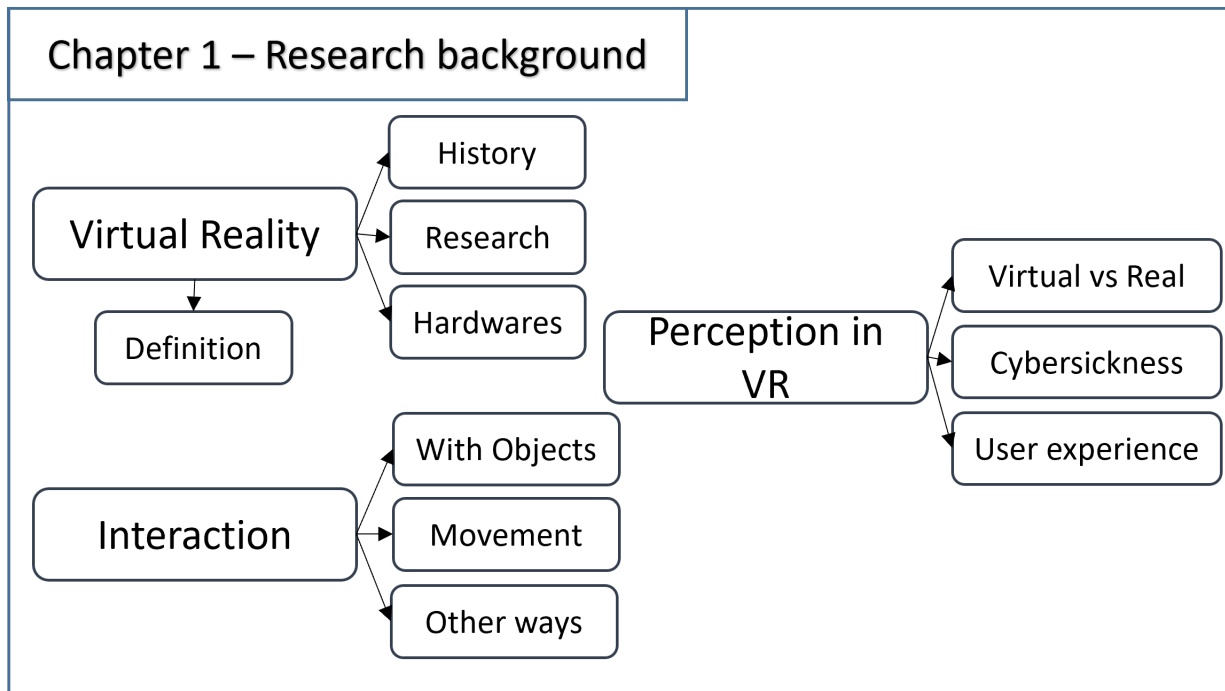 Chapter 1 – Research background
Virtual Reality
History
Research
Hardwares
Definition
Interaction
With Objects
Movement
Other ways
Perception in
VR
Virtual vs Real
Cybersickness
User experience